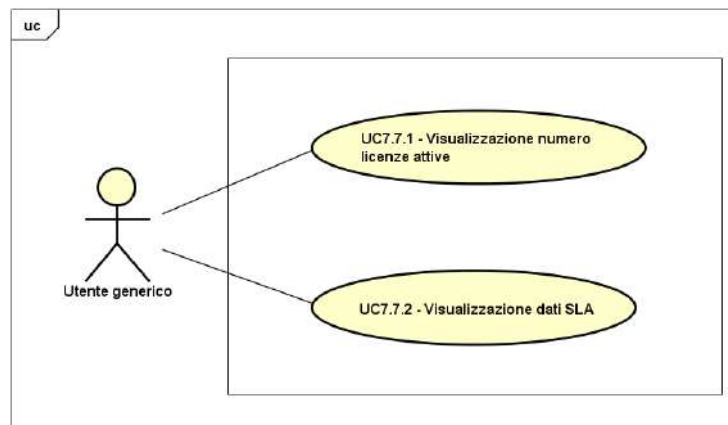 uc
UC7.7.1 - Visualizzazione numero
licenze attive
Utente generico
UC7.7.2 - Visualizzazione dati SLA